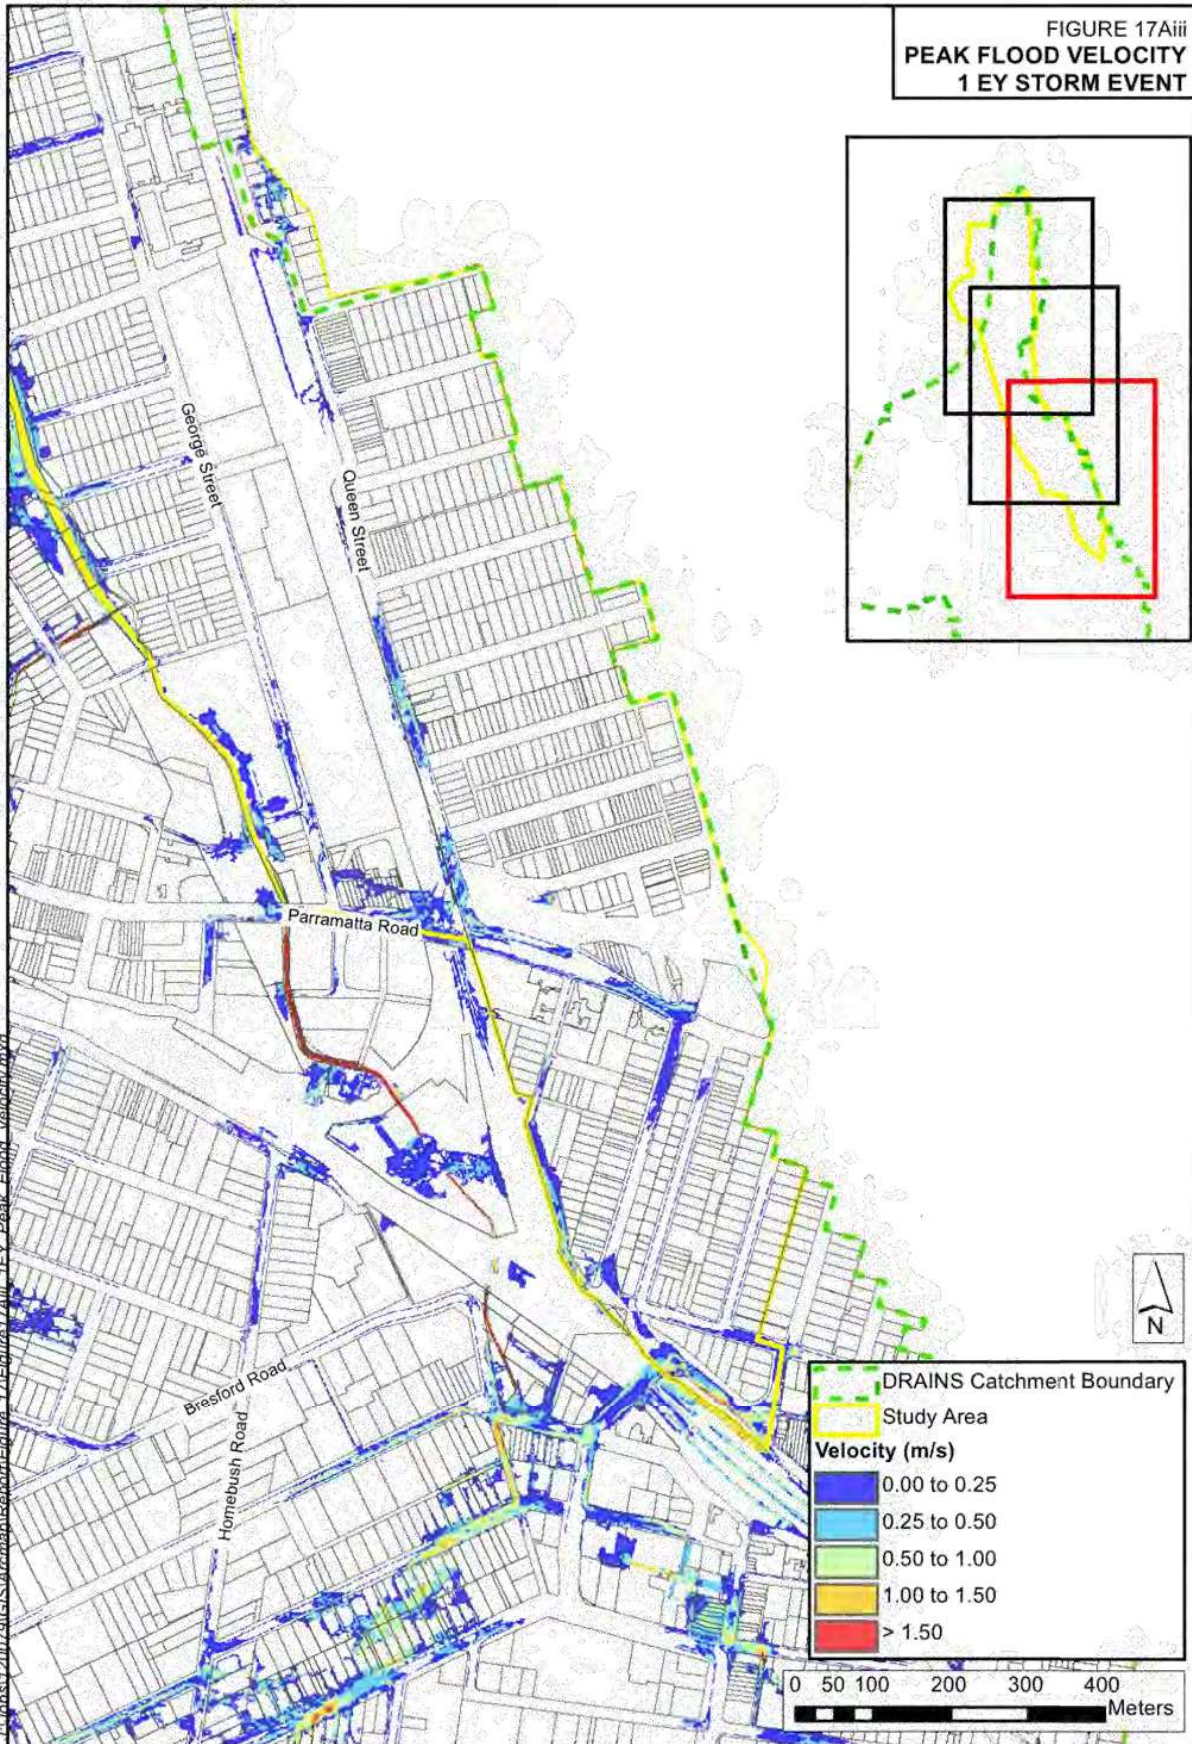 FIGURE 17Aiii
PEAK FLOOD VELOCITY
1 EY STORM EVENT
George Street
Queen Street
Parramatta Road
Bresford Road
Homebush Road
N
DRAINS Catchment Boundary
Study Area
Velocity (m/s)
0.00 to 0.25
0.25 to 0.50
0.50 to 1.00
1.00 to 1.50
> 1.50
0 50 100 200 300 400
Meters